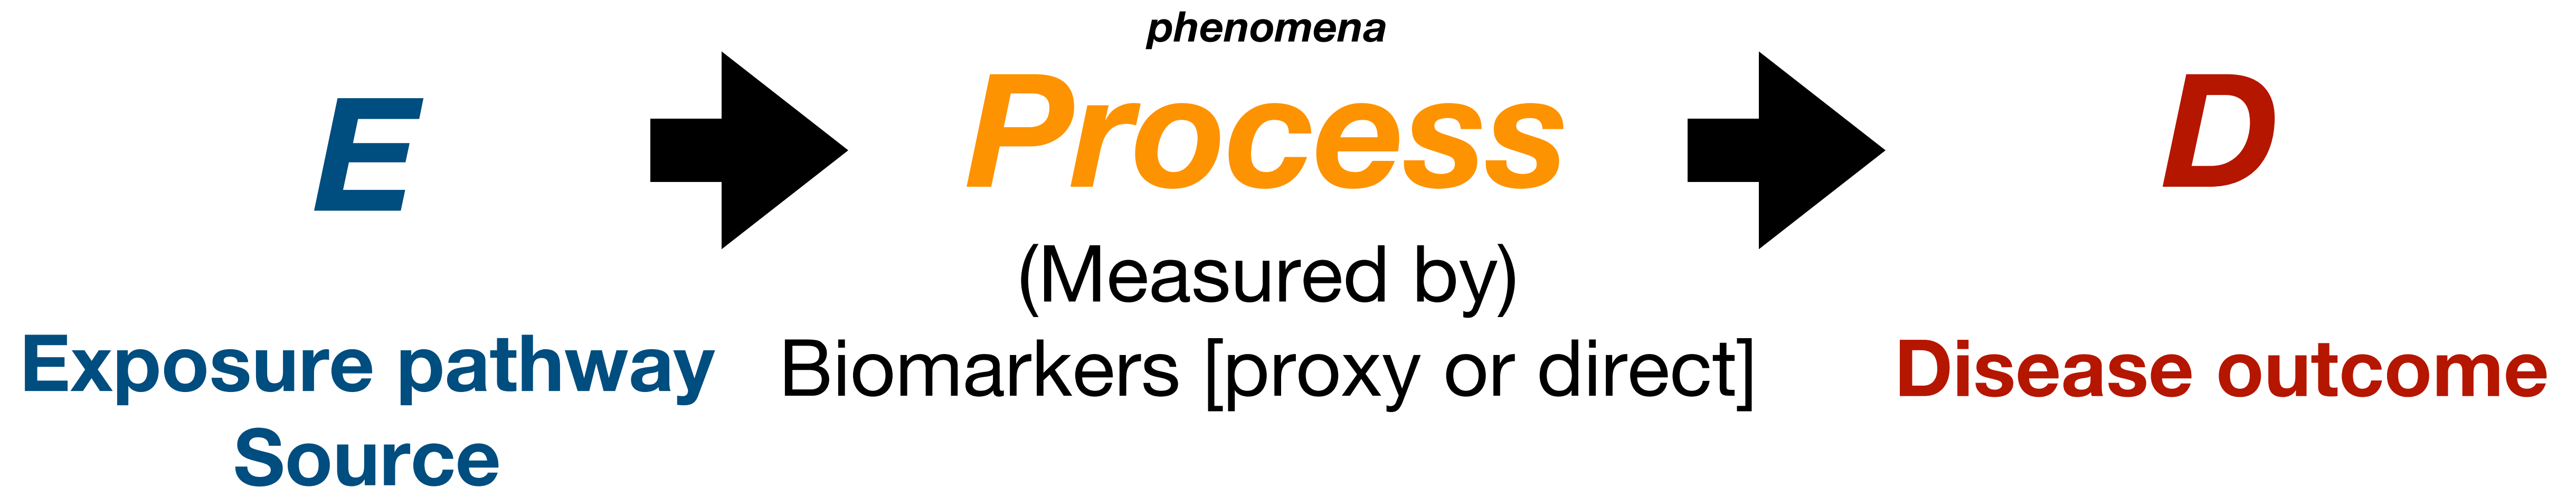 phenomena
E
Process
D
(Measured by)
Exposure pathway
Source
Biomarkers [proxy or direct]
Disease outcome